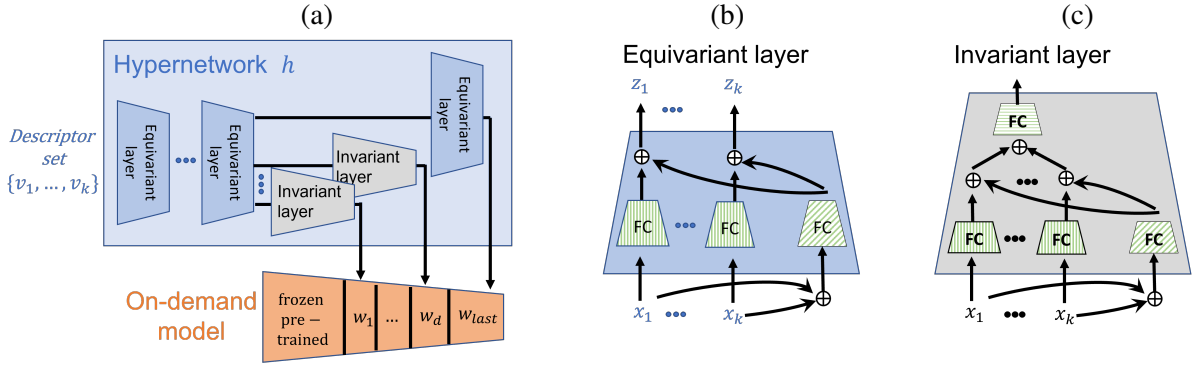 (a)
Hypernetwork h
Descriptor
set
{v₁, ..., vₖ}
Equivariant
layer
Equivariant
layer
Equivariant
layer
Invariant
layer
Invariant
layer
On-demand
model
frozen
pre −
trained
w₁
...
w_d
w_last
(b)
Equivariant layer
z₁
zₖ
FC
FC
FC
x₁
xₖ
(c)
Invariant layer
FC
FC
FC
FC
x₁
xₖ